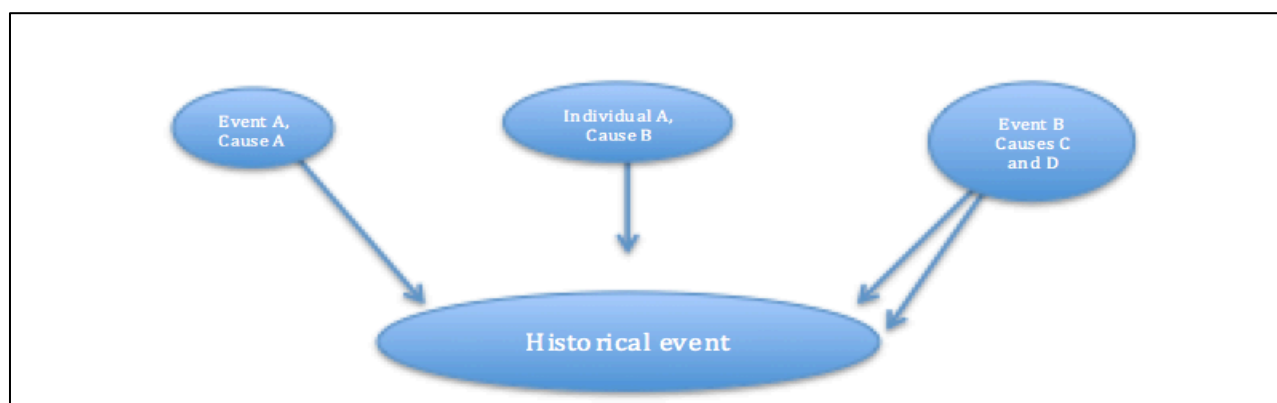 Event A,
Cause A
Individual A,
Cause B
Event B
Causes C
and D
Historical event